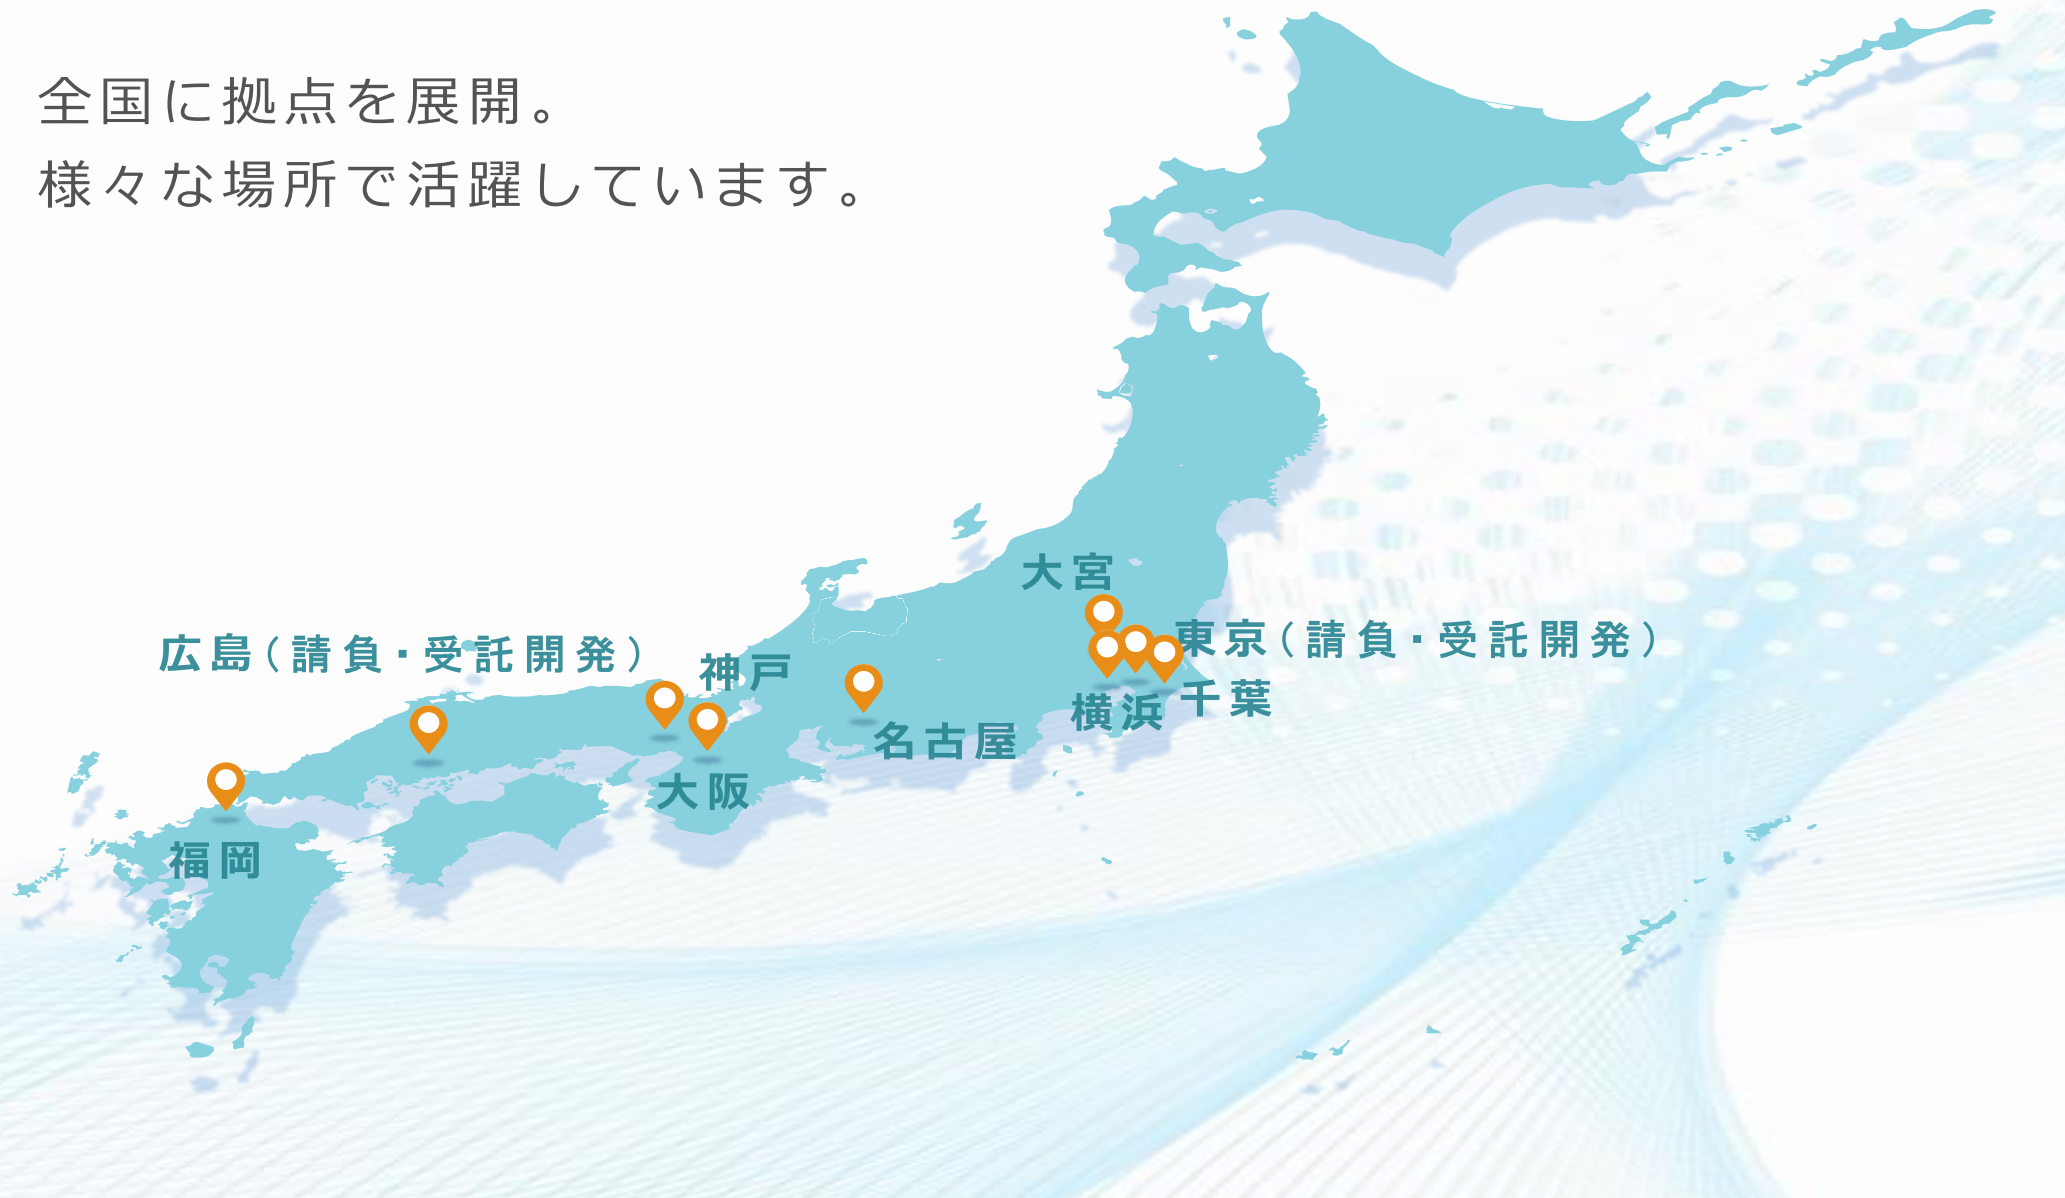 全国に拠点を展開。
様々な場所で活躍しています。
大宮
東京(請負・受託開発)
広島(請負・受託開発)
神戸
千葉
横浜
名古屋
大阪
福岡